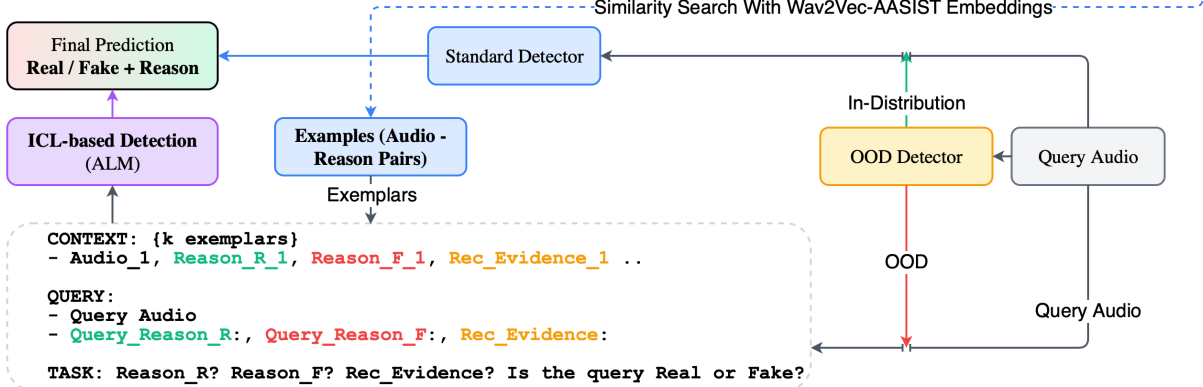 Similarity Search With Wav2Vec-AASIST Embeddings
Final Prediction
Real / Fake + Reason
Standard Detector
In-Distribution
ICL-based Detection
(ALM)
Examples (Audio -
Reason Pairs)
OOD Detector
Query Audio
Exemplars
CONTEXT: {k exemplars}
- Audio_1, Reason_R_1, Reason_F_1, Rec_Evidence_1 ..
OOD
QUERY:
- Query Audio
Query Audio
- Query_Reason_R:, Query_Reason_F:, Rec_Evidence:
TASK: Reason_R? Reason_F? Rec_Evidence? Is the query Real or Fake?